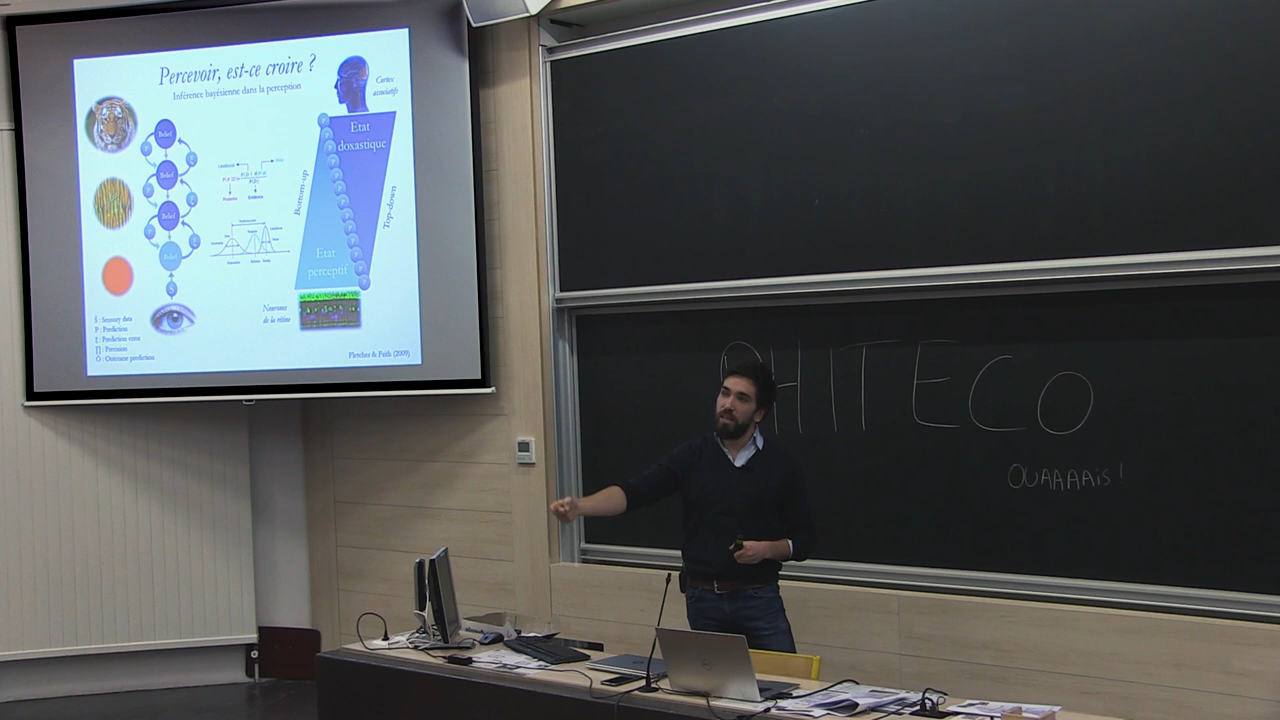 Percevoir, est-ce croire ?
Inférence bayésienne dans la perception
Cortex
associatifs
Belief
Belief
Belief
Belief
S
Etat
doxastique
Bottom-up
Top-down
Etat
perceptif
Neurones
de la rétine
S : Sensory data
P : Prediction
E : Prediction error
∏ : Precision
O : Outcome prediction
Fletcher & Frith (2009)
PHITECO
OUAAAAiS !
DELL